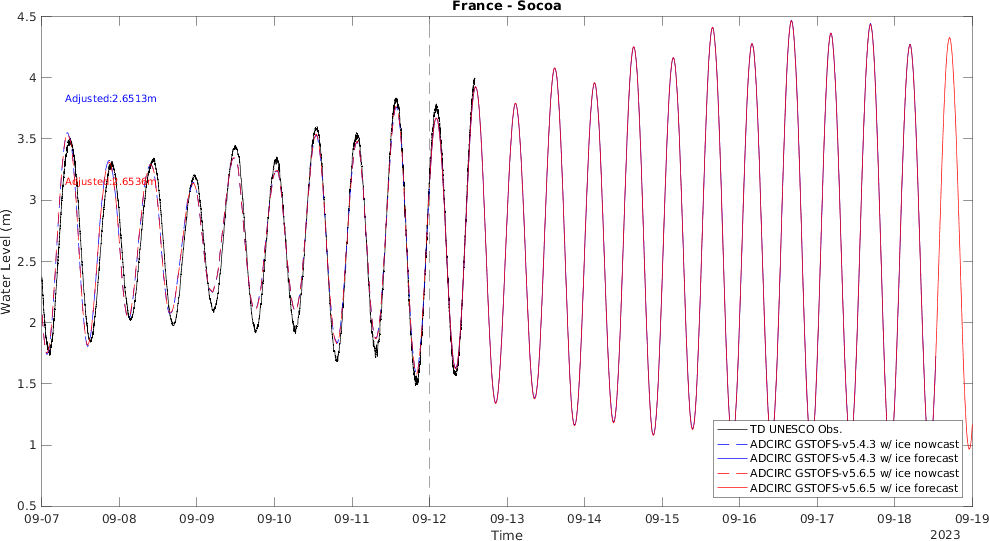 France - Socoa
4.5
4
3.5
3
2.5
2
1.5
1
0.5
Water Level (m)
Adjusted:2.6513m
Adjusted:2.6536m
TD UNESCO Obs.
ADCIRC GSTOFS-v5.4.3 w/ ice nowcast
ADCIRC GSTOFS-v5.4.3 w/ ice forecast
ADCIRC GSTOFS-v5.6.5 w/ ice nowcast
ADCIRC GSTOFS-v5.6.5 w/ ice forecast
09-07 09-08 09-09 09-10 09-11 09-12 09-13 09-14 09-15 09-16 09-17 09-18 09-19
Time
2023